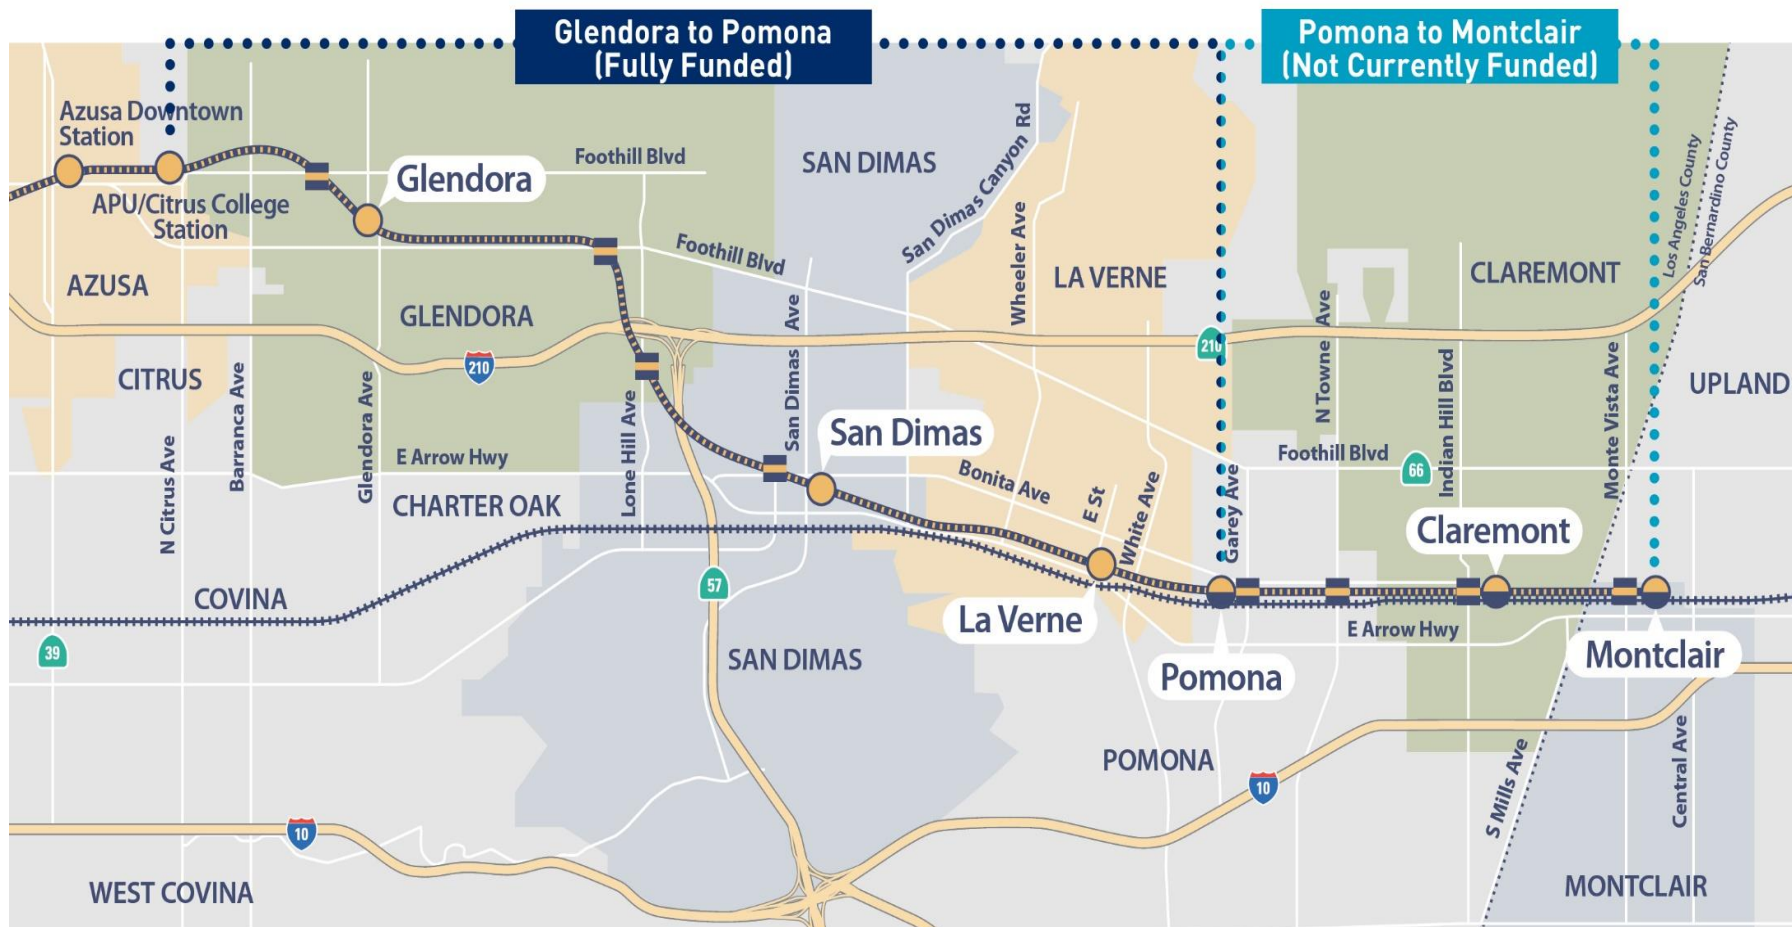 Glendora to Pomona
(Fully Funded)
Pomona to Montclair
(Not Currently Funded)
Azusa Downtown
Station
APU/Citrus College
Station
Glendora
Foothill Blvd
SAN DIMAS
San Dimas Canyon Rd
Wheeler Ave
LA VERNE
CLAREMONT
Los Angeles County
San Bernardino County
AZUSA
GLENDORA
Foothill Blvd
210
210
CITRUS
Barranca Ave
Glendora Ave
N Citrus Ave
Lone Hill Ave
San Dimas Ave
N Towne Ave
Indian Hill Blvd
Monte Vista Ave
UPLAND
E Arrow Hwy
CHARTER OAK
San Dimas
Bonita Ave
E St
White Ave
Garey Ave
Foothill Blvd
66
Claremont
COVINA
57
La Verne
E Arrow Hwy
39
SAN DIMAS
Pomona
Montclair
POMONA
10
10
S Mills Ave
Central Ave
WEST COVINA
MONTCLAIR